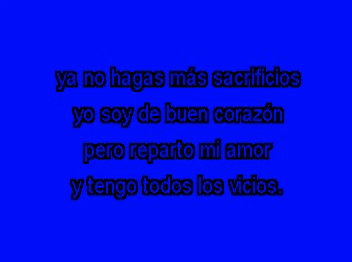 ya no hagas más sacrificios
yo soy de buen corazón
pero reparto mi amor
y tengo todos los vicios.